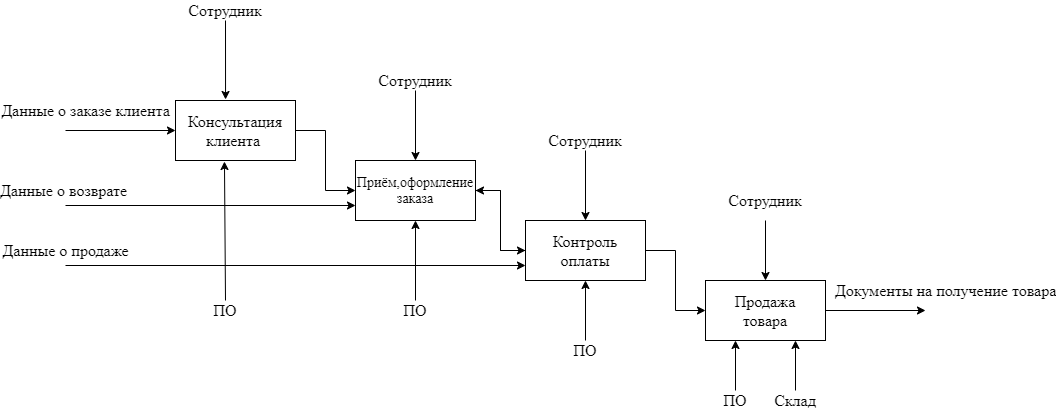 Сотрудник
Сотрудник
Данные о заказе клиента
Консультация
клиента
Сотрудник
Данные о возврате
Приём,оформление
заказа
Сотрудник
Данные о продаже
Контроль
оплаты
Документы на получение товара
Продажа
товара
ПО
ПО
ПО
ПО
Склад